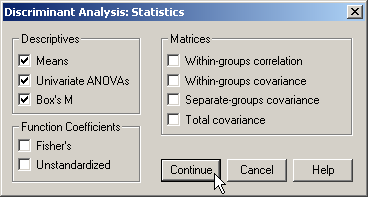 Discriminant Analysis: Statistics
Descriptives
Means
Univariate ANOVAs
Box's M
Function Coefficients
Fisher's
Unstandardized
Matrices
Within-groups correlation
Within-groups covariance
Separate-groups covariance
Total covariance
Continue
Cancel
Help